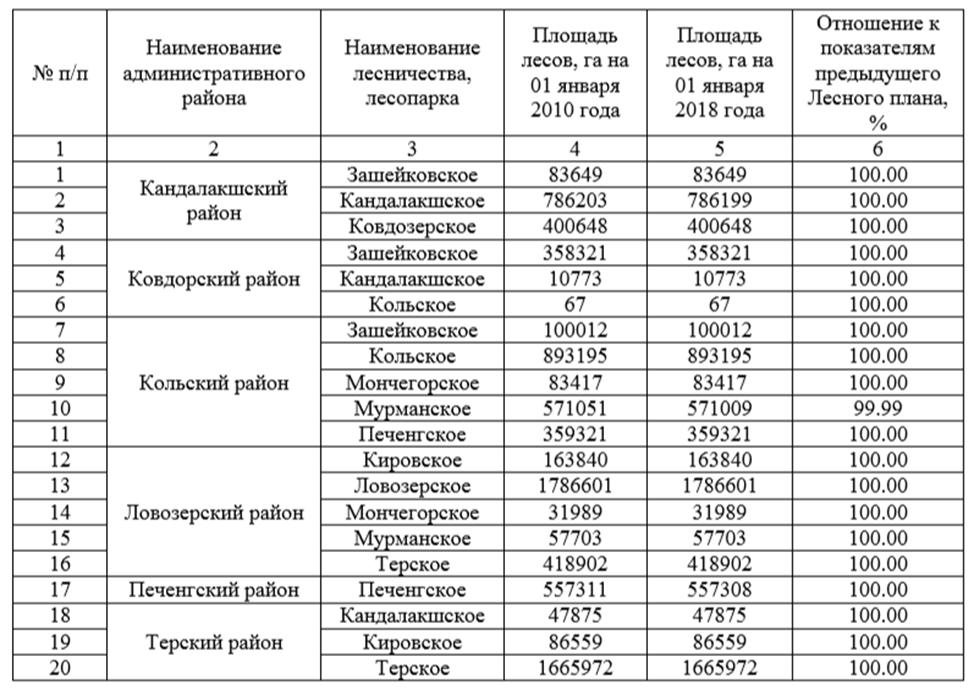 № п/п Наименование административного района Наименование лесничества, лесопарка Площадь лесов, га на 01 января 2010 года Площадь лесов, га на 01 января 2018 года Отношение к показателям предыдущего Лесного плана, %
1 2 3 4 5 6
1 Кандалакшский район Зашейковское 83649 83649 100.00
2 Кандалакшское 786203 786199 100.00
3 Ковдозерское 400648 400648 100.00
4 Ковдорский район Зашейковское 358321 358321 100.00
5 Кандалакшское 10773 10773 100.00
6 Кольское 67 67 100.00
7 Кольский район Зашейковское 100012 100012 100.00
8 Кольское 893195 893195 100.00
9 Мончегорское 83417 83417 100.00
10 Мурманское 571051 571009 99.99
11 Печенгское 359321 359321 100.00
12 Ловозерский район Кировское 163840 163840 100.00
13 Ловозерское 1786601 1786601 100.00
14 Мончегорское 31989 31989 100.00
15 Мурманское 57703 57703 100.00
16 Терское 418902 418902 100.00
17 Печенгский район Печенгское 557311 557308 100.00
18 Терский район Кандалакшское 47875 47875 100.00
19 Кировское 86559 86559 100.00
20 Терское 1665972 1665972 100.00